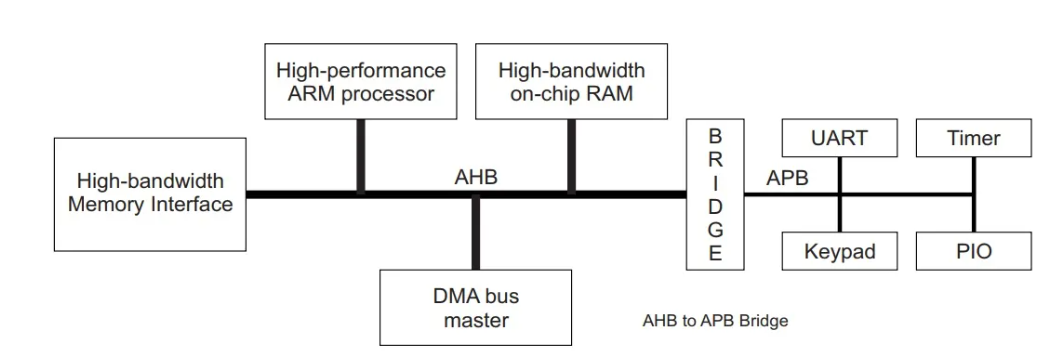 High-performance
ARM processor
High-bandwidth
on-chip RAM
High-bandwidth
Memory Interface
AHB
B
R
I
D
G
E
APB
UART
Timer
Keypad
PIO
DMA bus
master
AHB to APB Bridge